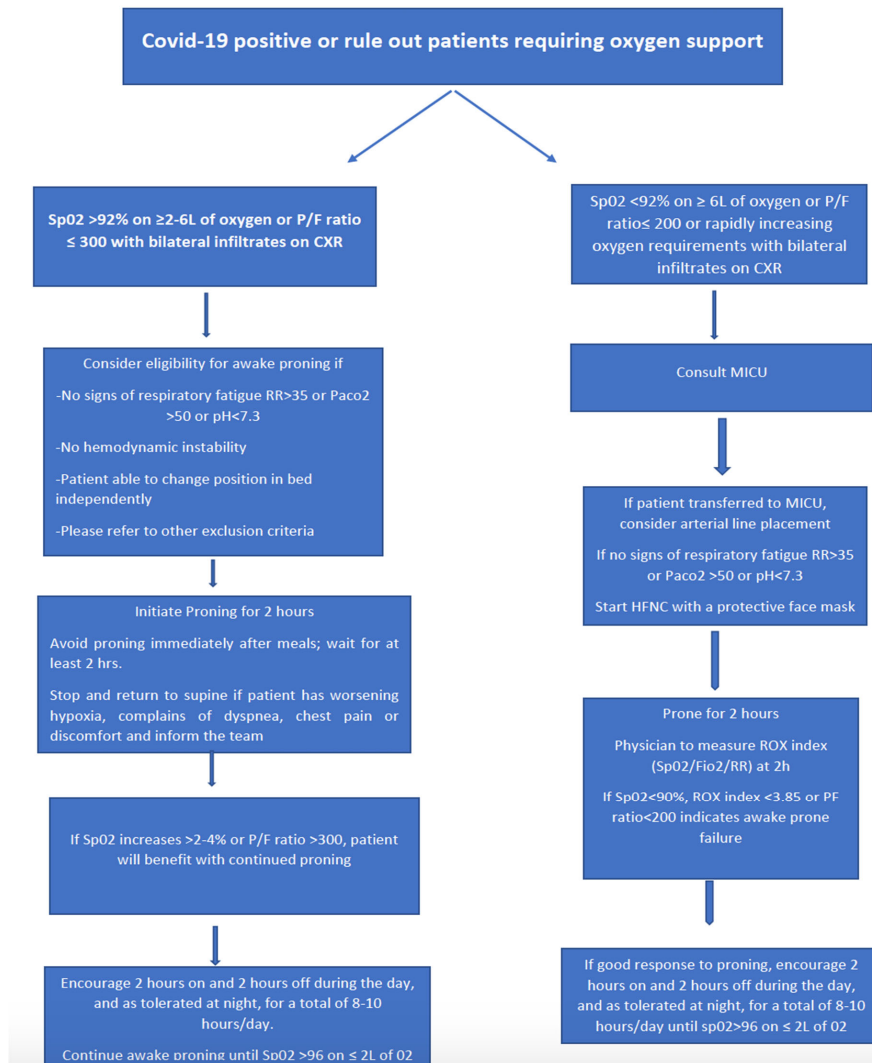 Covid-19 positive or rule out patients requiring oxygen support
Sp02 >92% on ≥2-6L of oxygen or P/F ratio
≤ 300 with bilateral infiltrates on CXR
Consider eligibility for awake proning if
-No signs of respiratory fatigue RR>35 or Paco2
>50 or pH<7.3
-No hemodynamic instability
-Patient able to change position in bed
independently
-Please refer to other exclusion criteria
Initiate Proning for 2 hours
Avoid proning immediately after meals; wait for at
least 2 hrs.
Stop and return to supine if patient has worsening
hypoxia, complains of dyspnea, chest pain or
discomfort and inform the team
If Sp02 increases >2-4% or P/F ratio >300, patient
will benefit with continued proning
Encourage 2 hours on and 2 hours off during the day,
and as tolerated at night, for a total of 8-10
hours/day.
Continue awake proning until Sp02 >96 on ≤ 2L of 02
Sp02 <92% on ≥ 6L of oxygen or P/F
ratio≤ 200 or rapidly increasing
oxygen requirements with bilateral
infiltrates on CXR
Consult MICU
If patient transferred to MICU,
consider arterial line placement
If no signs of respiratory fatigue RR>35
or Paco2 >50 or pH<7.3
Start HFNC with a protective face mask
Prone for 2 hours
Physician to measure ROX index
(Sp02/Fio2/RR) at 2h
If Sp02<90%, ROX index <3.85 or PF
ratio<200 indicates awake prone
failure
If good response to proning, encourage 2
hours on and 2 hours off during the day,
and as tolerated at night, for a total of 8-10
hours/day until sp02>96 on ≤ 2L of 02